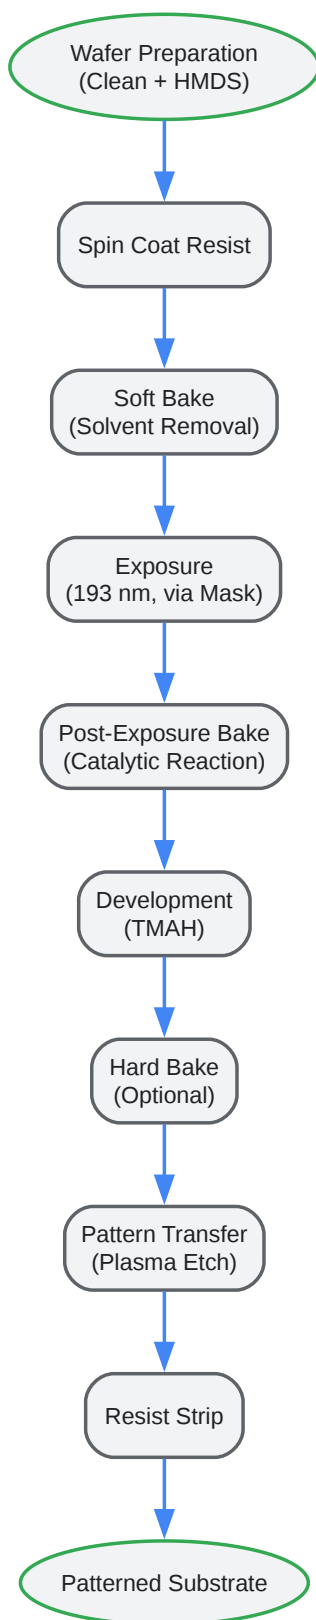 Wafer Preparation
(Clean + HMDS)
Spin Coat Resist
Soft Bake
(Solvent Removal)
Exposure
(193 nm, via Mask)
Post-Exposure Bake
(Catalytic Reaction)
Development
(TMAH)
Hard Bake
(Optional)
Pattern Transfer
(Plasma Etch)
Resist Strip
Patterned Substrate